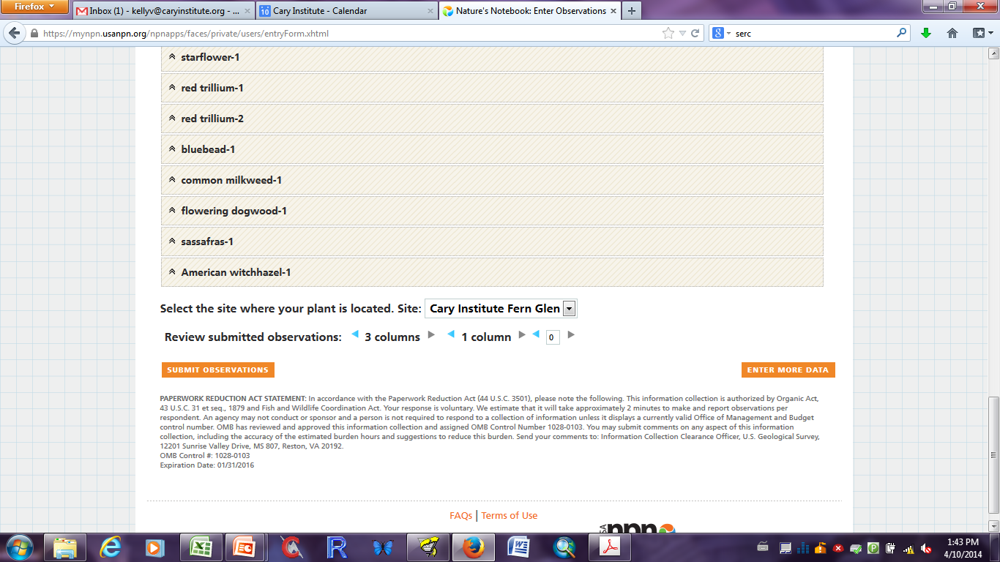 Firefox
Inbox (1) - kellyv@caryinstitute.org - ...
Cary Institute - Calendar
Nature's Notebook: Enter Observations
https://mynpn.usanpn.org/npnapps/faces/private/users/entryForm.xhtml
serc
starflower-1
red trillium-1
red trillium-2
bluebead-1
common milkweed-1
flowering dogwood-1
sassafras-1
American witchhazel-1
Select the site where your plant is located. Site: Cary Institute Fern Glen
Review submitted observations: 3 columns 1 column 0
SUBMIT OBSERVATIONS ENTER MORE DATA
PAPERWORK REDUCTION ACT STATEMENT: In accordance with the Paperwork Reduction Act (44 U.S.C. 3501), please note the following. This information collection is authorized by Organic Act,
43 U.S.C. 31 et seq., 1879 and Fish and Wildlife Coordination Act. Your response is voluntary. We estimate that it will take approximately 2 minutes to make and report observations per
respondent. An agency may not conduct or sponsor and a person is not required to respond to a collection of information unless it displays a currently valid Office of Management and Budget
control number. OMB has reviewed and approved this information collection and assigned OMB Control Number 1028-0103. You may submit comments on any aspect of this information
collection, including the accuracy of the estimated burden hours and suggestions to reduce this burden. Send your comments to: Information Collection Clearance Officer, U.S. Geological Survey,
12201 Sunrise Valley Drive, MS 807, Reston, VA 20192.
OMB Control #: 1028-0103
Expiration Date: 01/31/2016
FAQs | Terms of Use
USA npn
1:43 PM
4/10/2014